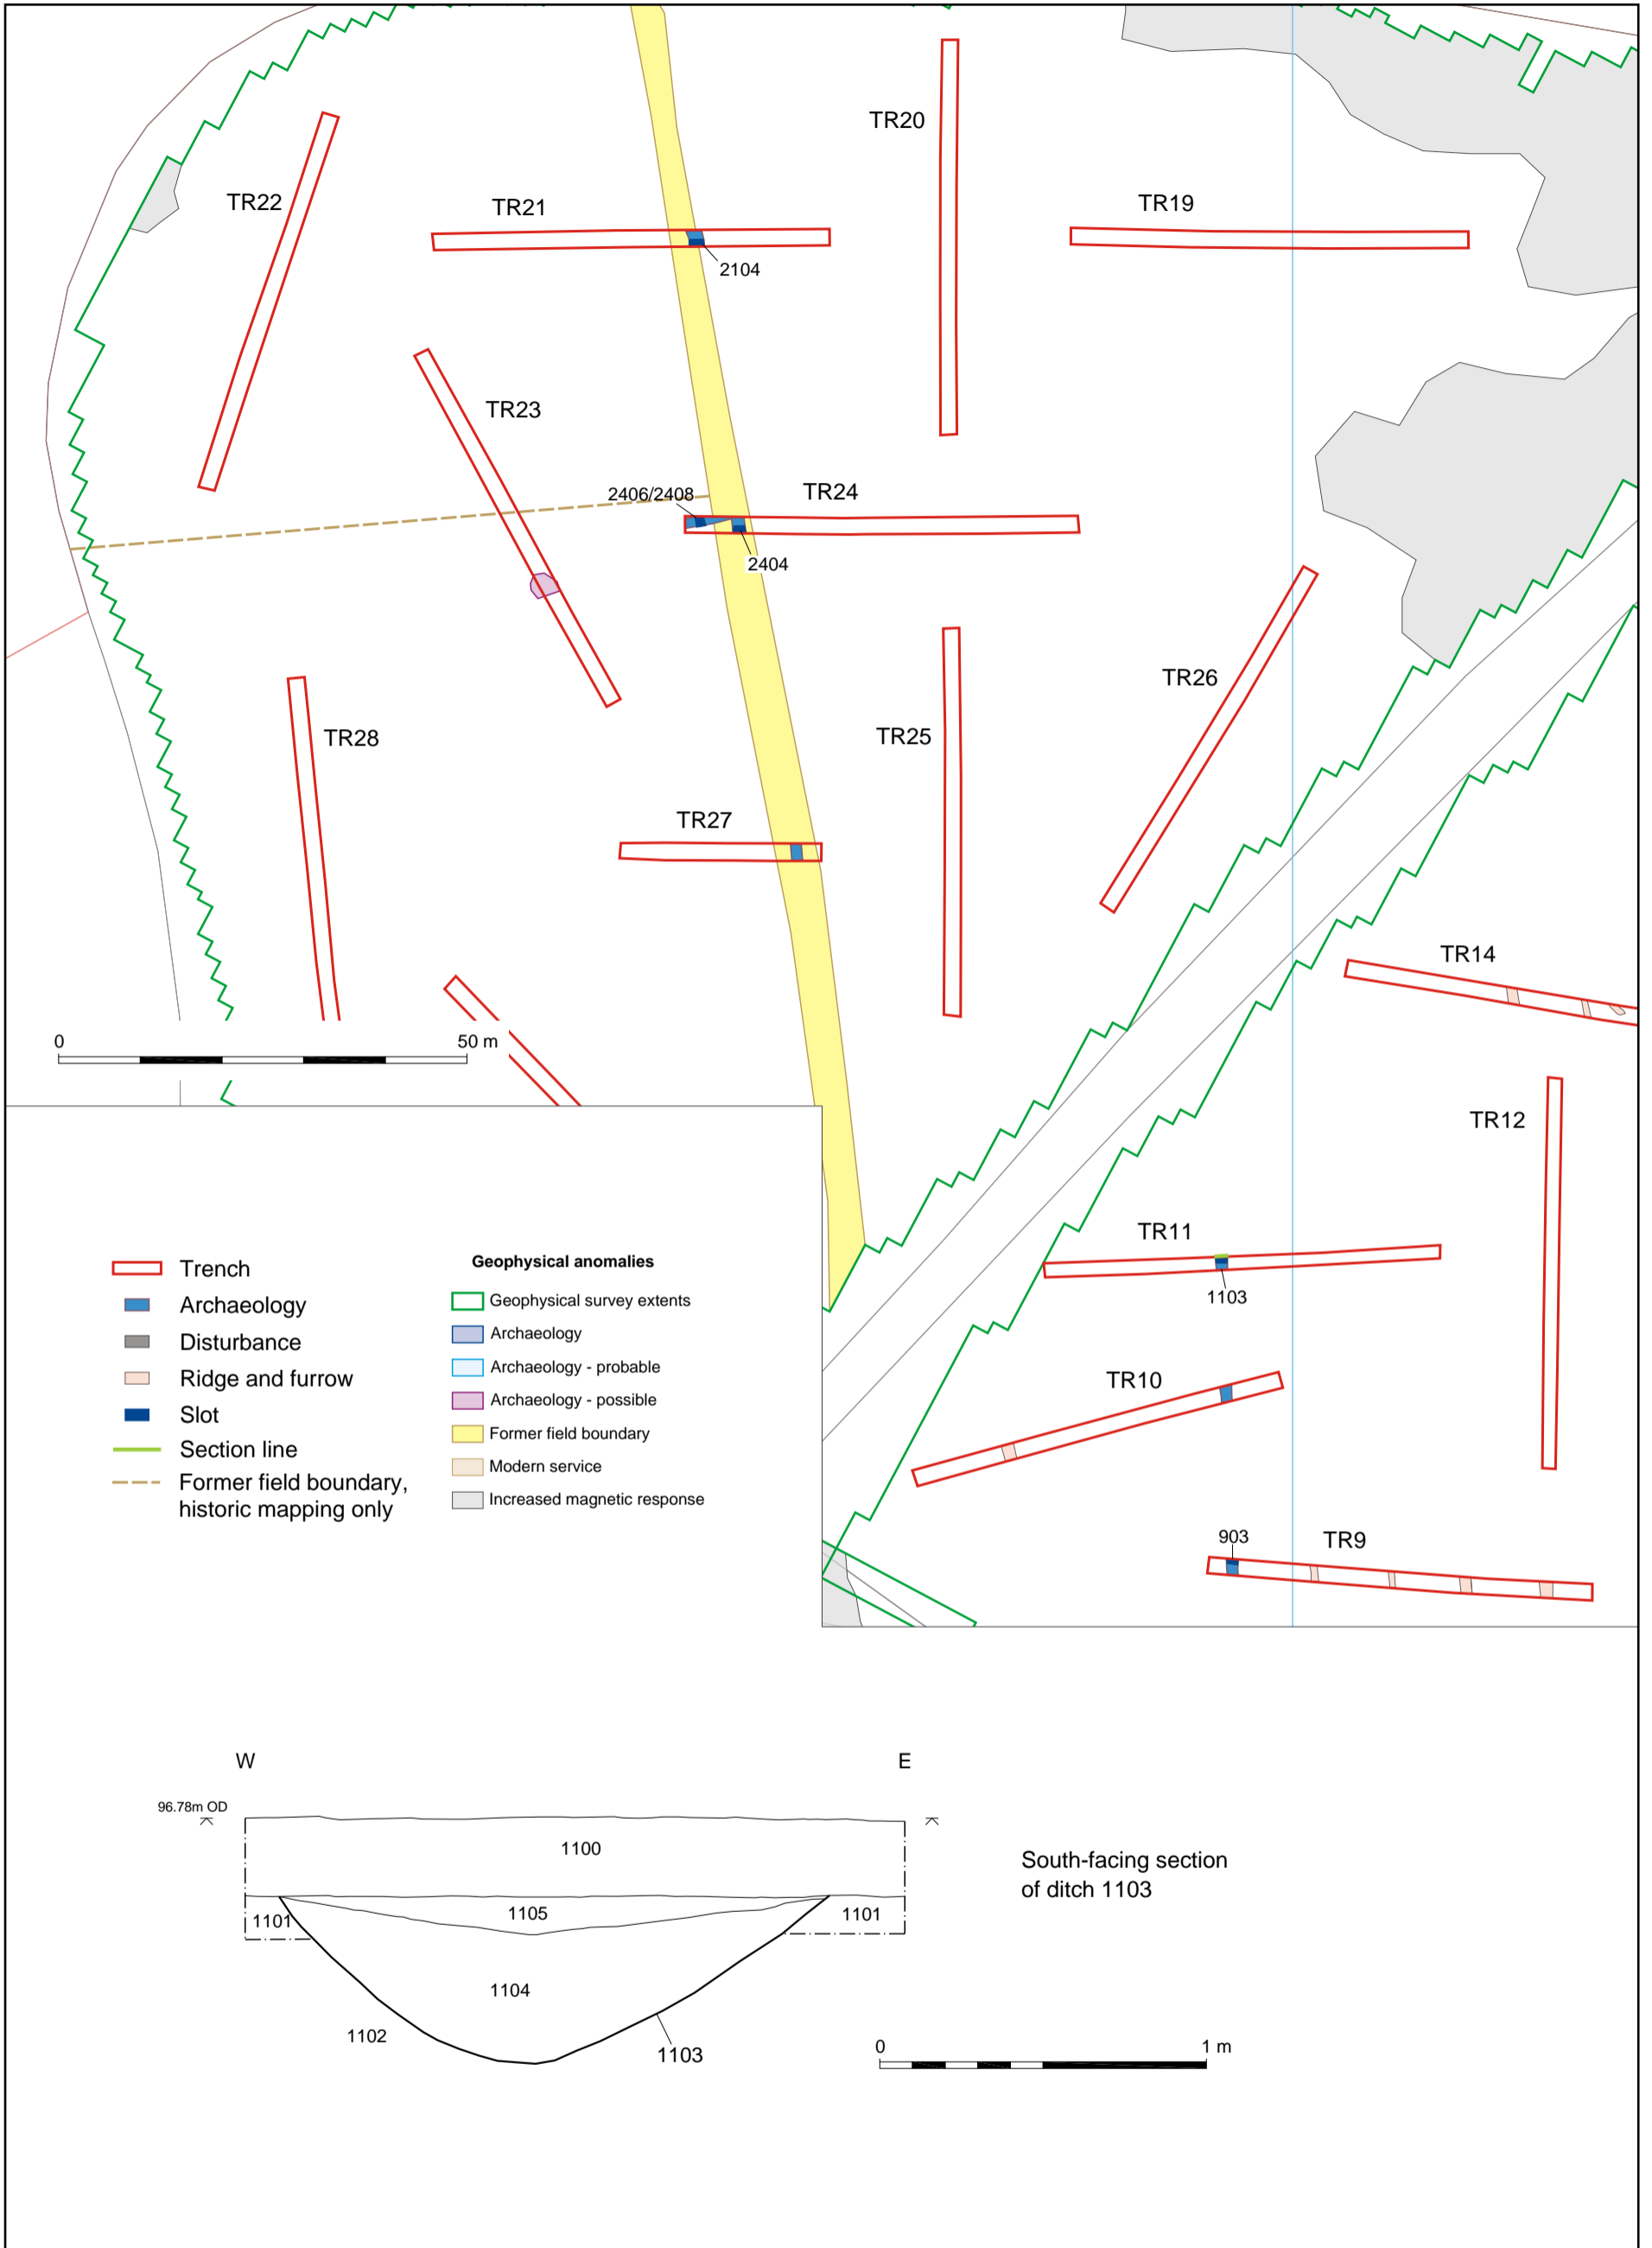 TR20
TR22
TR21
TR19
2104
TR23
2406/2408
TR24
2404
TR26
TR28
TR25
TR27
TR14
0
50 m
TR12
TR11
1103
TR10
903
TR9
Trench
Archaeology
Disturbance
Ridge and furrow
Slot
Section line
Former field boundary,
historic mapping only
Geophysical anomalies
Geophysical survey extents
Archaeology
Archaeology - probable
Archaeology - possible
Former field boundary
Modern service
Increased magnetic response
W
E
96.78m OD
1100
1101
1105
1101
1104
1102
1103
South-facing section
of ditch 1103
0
1 m